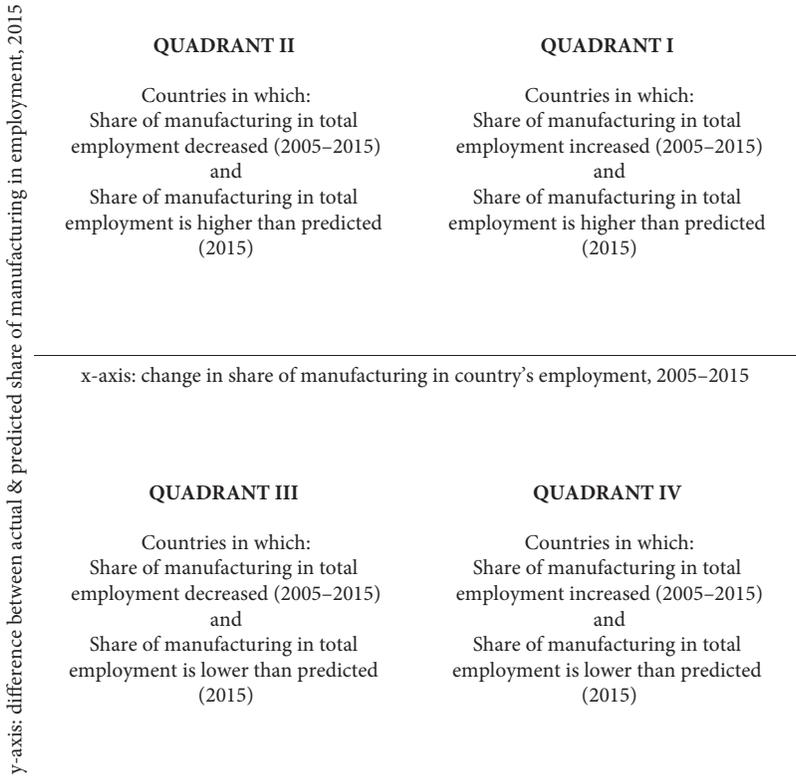 y-axis: difference between actual & predicted share of manufacturing in employment, 2015
QUADRANT II
Countries in which:
Share of manufacturing in total
employment decreased (2005–2015)
and
Share of manufacturing in total
employment is higher than predicted
(2015)
QUADRANT I
Countries in which:
Share of manufacturing in total
employment increased (2005–2015)
and
Share of manufacturing in total
employment is higher than predicted
(2015)
x-axis: change in share of manufacturing in country’s employment, 2005–2015
QUADRANT III
Countries in which:
Share of manufacturing in total
employment decreased (2005–2015)
and
Share of manufacturing in total
employment is lower than predicted
(2015)
QUADRANT IV
Countries in which:
Share of manufacturing in total
employment increased (2005–2015)
and
Share of manufacturing in total
employment is lower than predicted
(2015)